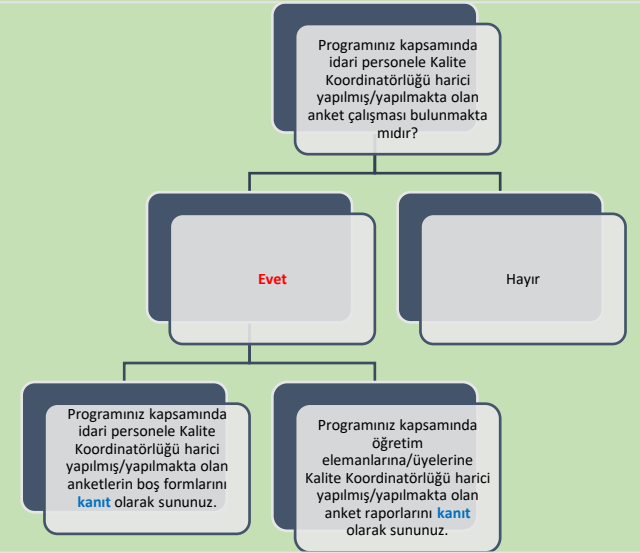 Programınız kapsamında
idari personele Kalite
Koordinatörlüğü harici
yapılmış/yapılmakta olan
anket çalışması bulunmakta
mıdır?
Evet
Hayır
Programınız kapsamında
idari personele Kalite
Koordinatörlüğü harici
yapılmış/yapılmakta olan
anketlerin boş formlarını
kanıt olarak sununuz.
Programınız kapsamında
öğretim
elemanlarına/üyelerine
Kalite Koordinatörlüğü harici
yapılmış/yapılmakta olan
anket raporlarını kanıt
olarak sununuz.